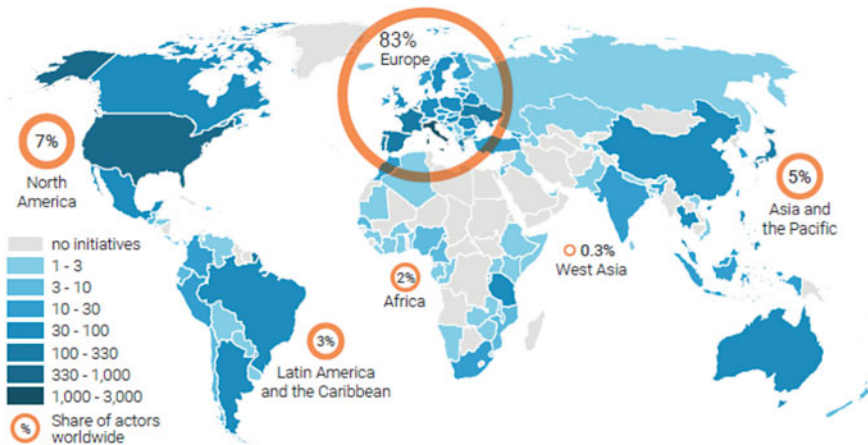 83%
Europe
7%
North
America
5%
Asia and
the Pacific
0.3%
West Asia
2%
Africa
3%
Latin America
and the Caribbean
no initiatives
1 - 3
3 - 10
10 - 30
30 - 100
100 - 330
330 - 1,000
1,000 - 3,000
% Share of actors
worldwide